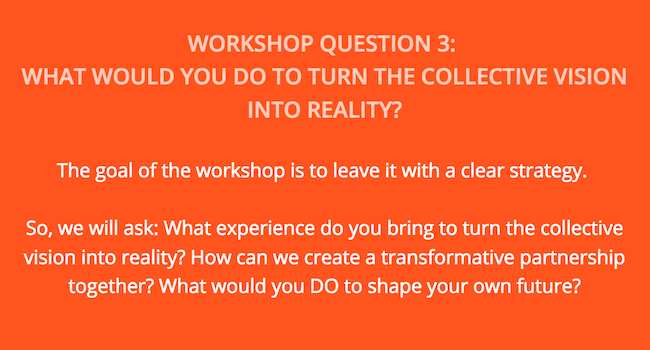 WORKSHOP QUESTION 3:
WHAT WOULD YOU DO TO TURN THE COLLECTIVE VISION
INTO REALITY?
The goal of the workshop is to leave it with a clear strategy.
So, we will ask: What experience do you bring to turn the collective
vision into reality? How can we create a transformative partnership
together? What would you DO to shape your own future?